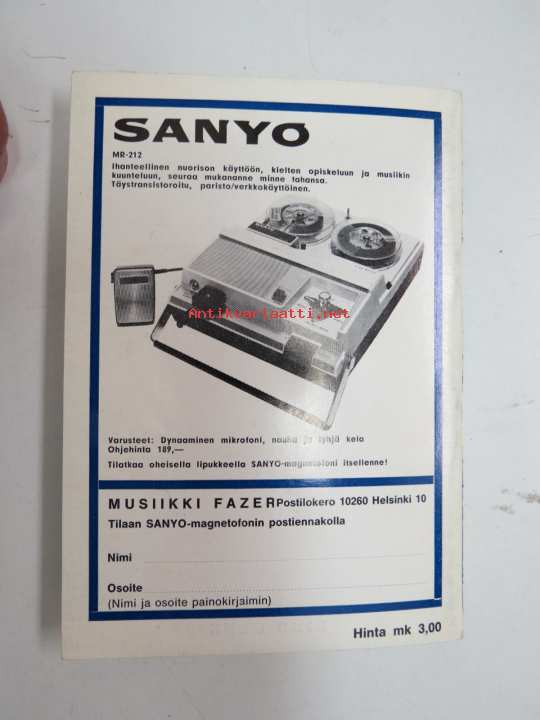 SANYO
MR-212
Ihanteellinen nuorison käyttöön, kielten opiskeluun ja musiikin
kuunteluun, seuraa mukananne minne tahansa.
Täystransistoroitu, paristo/verkkokäyttöinen.
Antiktoriaatti.net
Varusteet: Dynaaminen mikrofoni, nauha ja tyhjä kela
Ohjehinta 189,—
Tilatkaa oheisella lipukkeella SANYO-magnetofoni itsellenne!
MUSIIKKI FAZER Postilokero 10260 Helsinki 10
Tilaan SANYO-magnetofonin postiennakolla
Nimi
Osoite
(Nimi ja osoite painokirjaimin)
Hinta mk 3,00